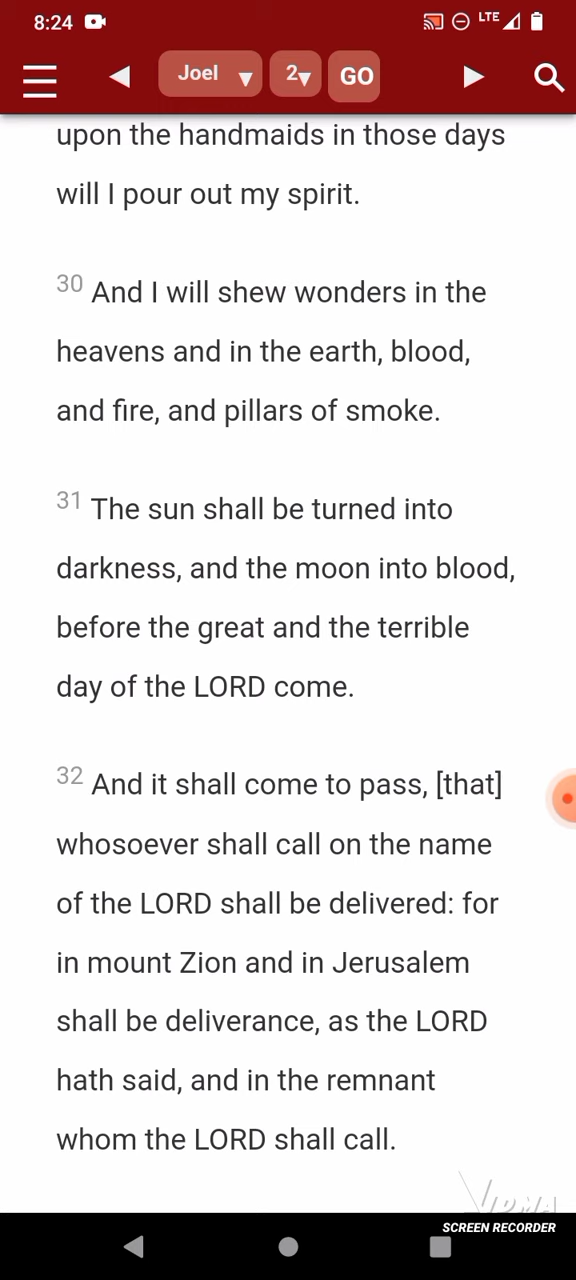 8:24 LTE
Joel 2 GO
upon the handmaids in those days
will I pour out my spirit.
30 And I will shew wonders in the
heavens and in the earth, blood,
and fire, and pillars of smoke.
31 The sun shall be turned into
darkness, and the moon into blood,
before the great and the terrible
day of the LORD come.
32 And it shall come to pass, [that]
whosoever shall call on the name
of the LORD shall be delivered: for
in mount Zion and in Jerusalem
shall be deliverance, as the LORD
hath said, and in the remnant
whom the LORD shall call.
VIDMA
SCREEN RECORDER